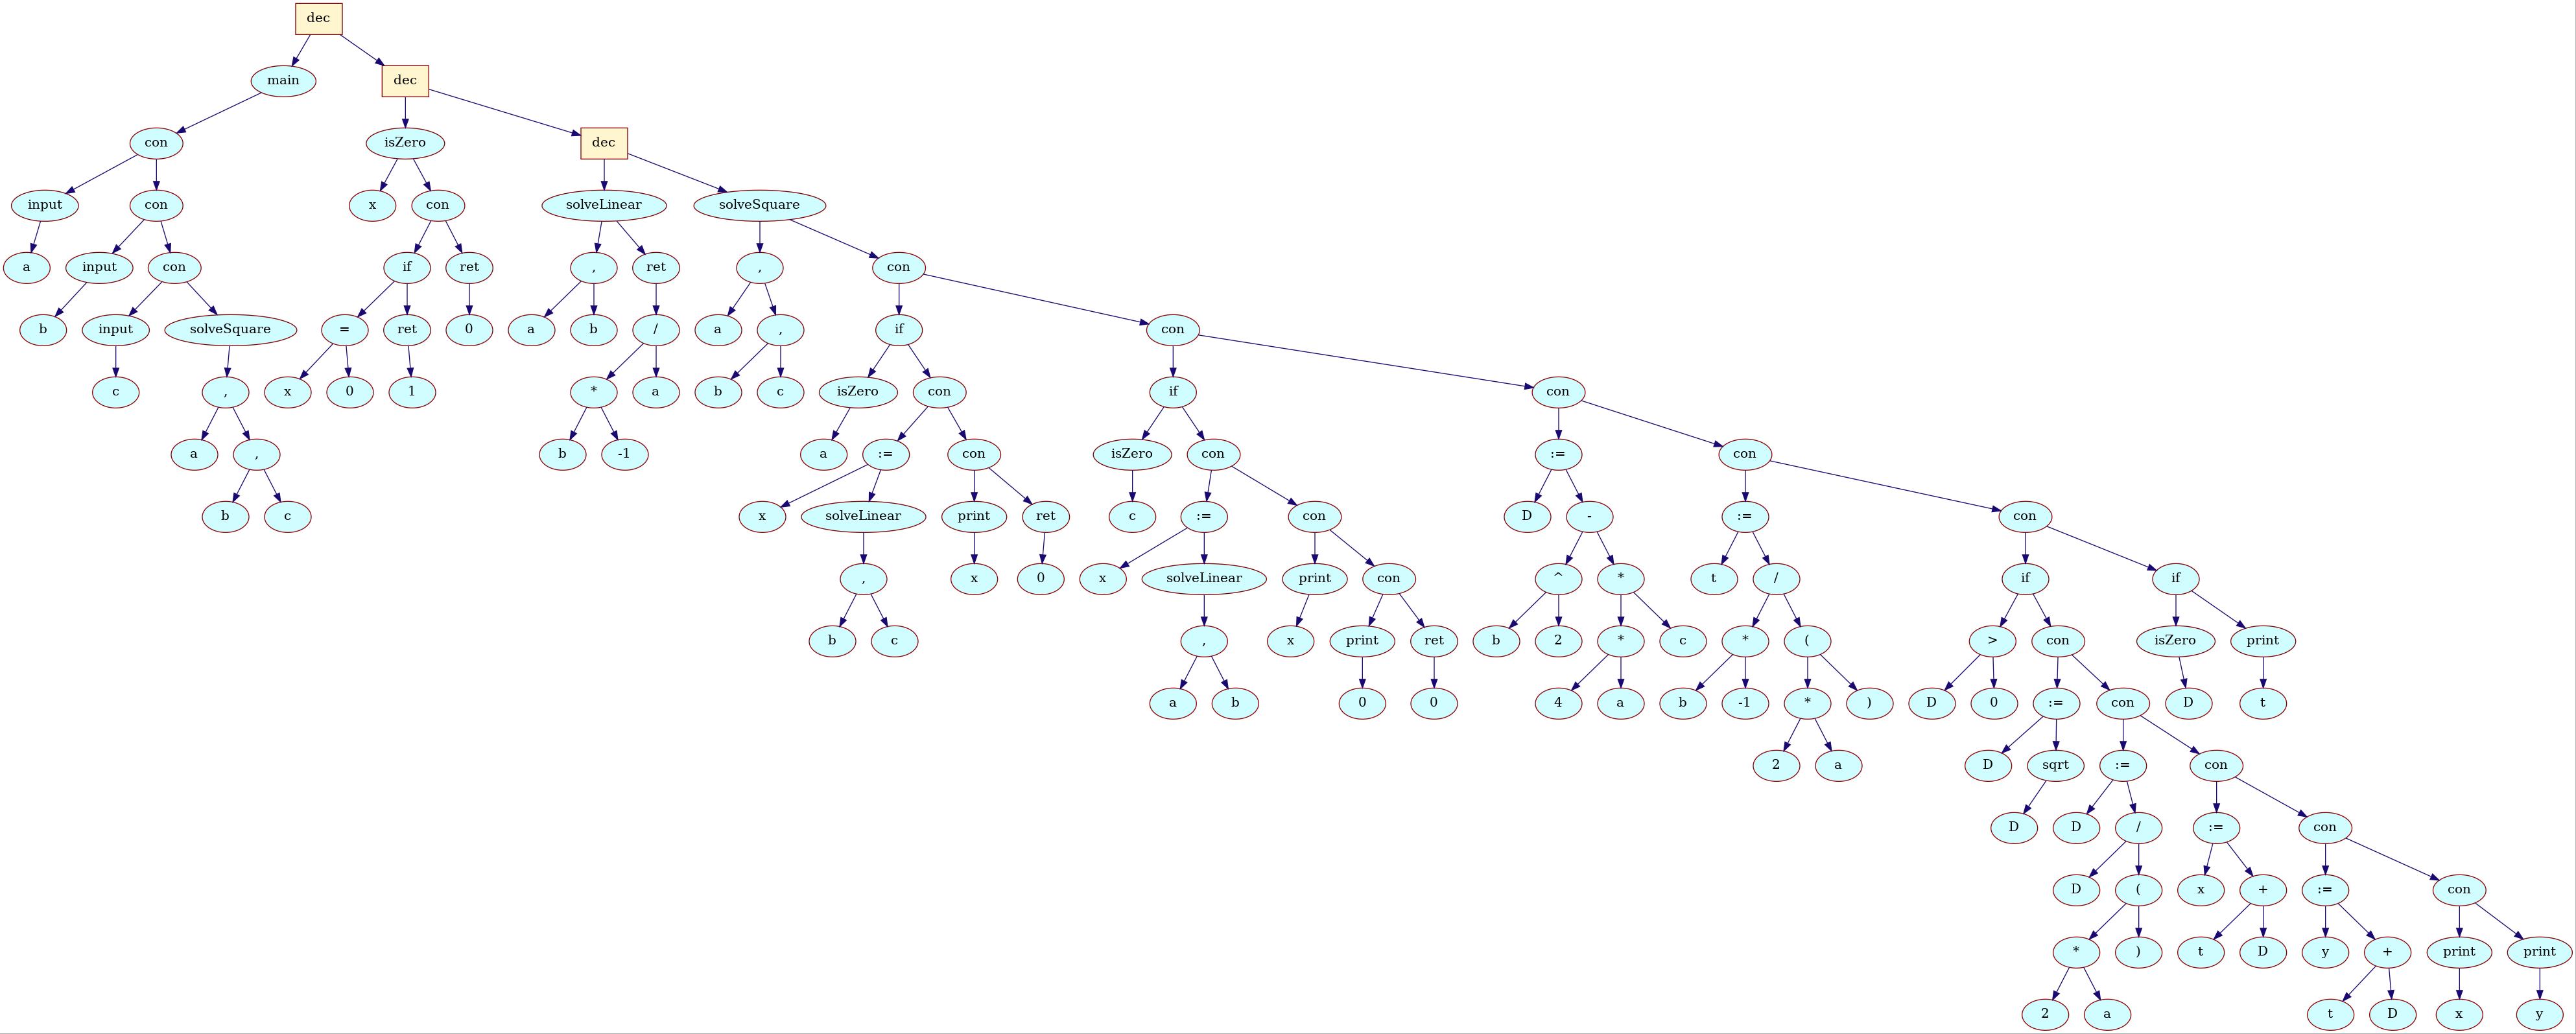 dec
main dec
con isZero dec
input con x con solveLinear solveSquare
a input con if ret , ret , con
b input solveSquare = ret 0 a b / a , if con
c , x 0 1 * a b c isZero con if con
a , b -1 a := con isZero con := con
b c x solveLinear print ret c := con D - := con
, x 0 x solveLinear print con ^ * t / if if
b c , x print ret b 2 * c * ( > con isZero print
a b 0 0 4 a b -1 * ) D 0 := con D t
2 a D sqrt := con
D D / := con
D ( x + := con
* ) t D y + print print
2 a t D x y